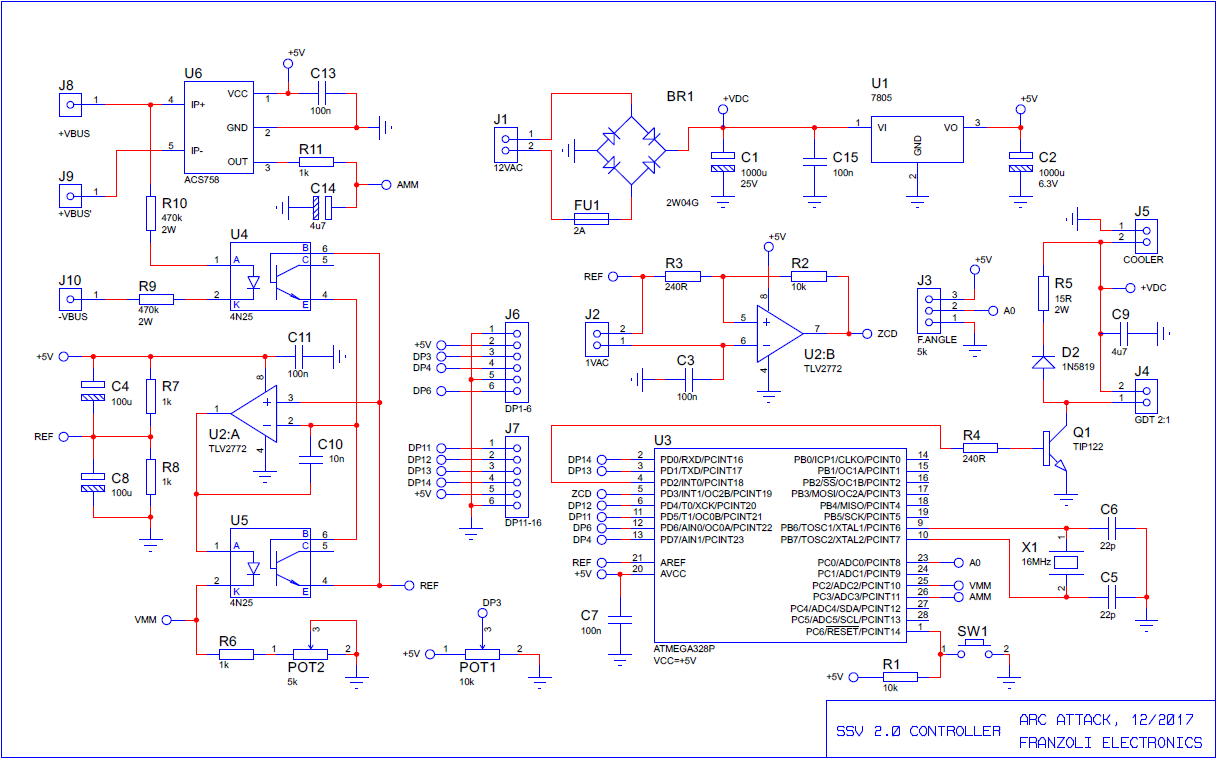 J8
1
+VBUS
J9
1
+VBUS'
U6
4
IP+
5
IP-
VCC
1
GND
2
OUT
3
ACS758
+5V
C13
100n
R11
1k
C14
4u7
AMM
R10
470k
2W
J10
1
-VBUS
R9
470k
2W
U4
1
A
2
K
B
6
C
5
E
4
4N25
+5V
C11
100n
C4
100u
R7
1k
REF
C8
100u
R8
1k
8
1
3
2
4
U2:A
TLV2772
C10
10n
U5
1
A
2
K
B
6
C
5
E
4
4N25
REF
VMM
R6
1k
1
3
2
POT2
5k
J1
1
2
12VAC
BR1
2W04G
FU1
2A
+VDC
C1
1000u
25V
C15
100n
U1
7805
1
VI
VO
3
GND
2
+5V
C2
1000u
6.3V
REF
R3
240R
R2
10k
+5V
J2
2
1
1VAC
C3
100n
8
5
6
7
4
U2:B
TLV2772
ZCD
J3
3
2
1
F.ANGLE
5k
+5V
A0
J5
1
2
COOLER
+VDC
R5
15R
2W
C9
4u7
D2
1N5819
J4
2
1
GDT 2:1
R4
240R
Q1
TIP122
J6
1
+5V
2
DP3
3
DP4
4
5
DP6
6
DP1-6
J7
DP11
1
DP12
2
DP13
3
DP14
4
+5V
5
6
DP11-16
DP3
3
+5V
1
2
POT1
10k
U3
DP14
2
PD0/RXD/PCINT16
DP13
3
PD1/TXD/PCINT17
4
PD2/INT0/PCINT18
ZCD
5
PD3/INT1/OC2B/PCINT19
DP12
6
PD4/T0/XCK/PCINT20
DP11
11
PD5/T1/OC0B/PCINT21
DP6
12
PD6/AIN0/OC0A/PCINT22
DP4
13
PD7/AIN1/PCINT23
REF
21
AREF
+5V
20
AVCC
PB0/ICP1/CLKO/PCINT0
14
PB1/OC1A/PCINT1
15
PB2/SS/OC1B/PCINT2
16
PB3/MOSI/OC2A/PCINT3
17
PB4/MISO/PCINT4
18
PB5/SCK/PCINT5
19
PB6/TOSC1/XTAL1/PCINT6
9
PB7/TOSC2/XTAL2/PCINT7
10
PC0/ADC0/PCINT8
23
A0
PC1/ADC1/PCINT9
24
PC2/ADC2/PCINT10
25
VMM
PC3/ADC3/PCINT11
26
AMM
PC4/ADC4/SDA/PCINT12
27
PC5/ADC5/SCL/PCINT13
28
PC6/RESET/PCINT14
1
ATMEGA328P
VCC=+5V
C7
100n
C6
22p
X1
16MHz
1
2
C5
22p
SW1
1
2
+5V
R1
10k
SSV 2.0 CONTROLLER
ARC ATTACK, 12/2017
FRANZOLI ELECTRONICS